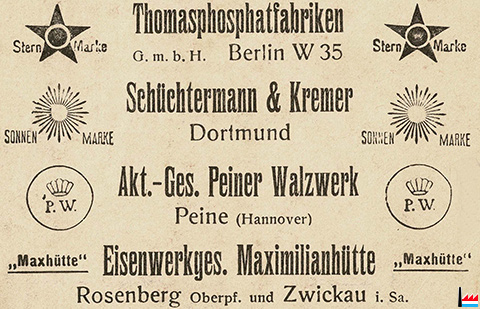 Thomasphosphatfabriken
Stern Marke G. m. b. H. Berlin W 35 Stern Marke
Schüchtermann & Kremer
SONNEN MARKE Dortmund SONNEN MARKE
Akt.-Ges. Peiner Walzwerk
P. W. Peine (Hannover) P. W.
„Maxhütte“ Eisenwerkges. Maximilianhütte „Maxhütte“
Rosenberg Oberpf. und Zwickau i. Sa.